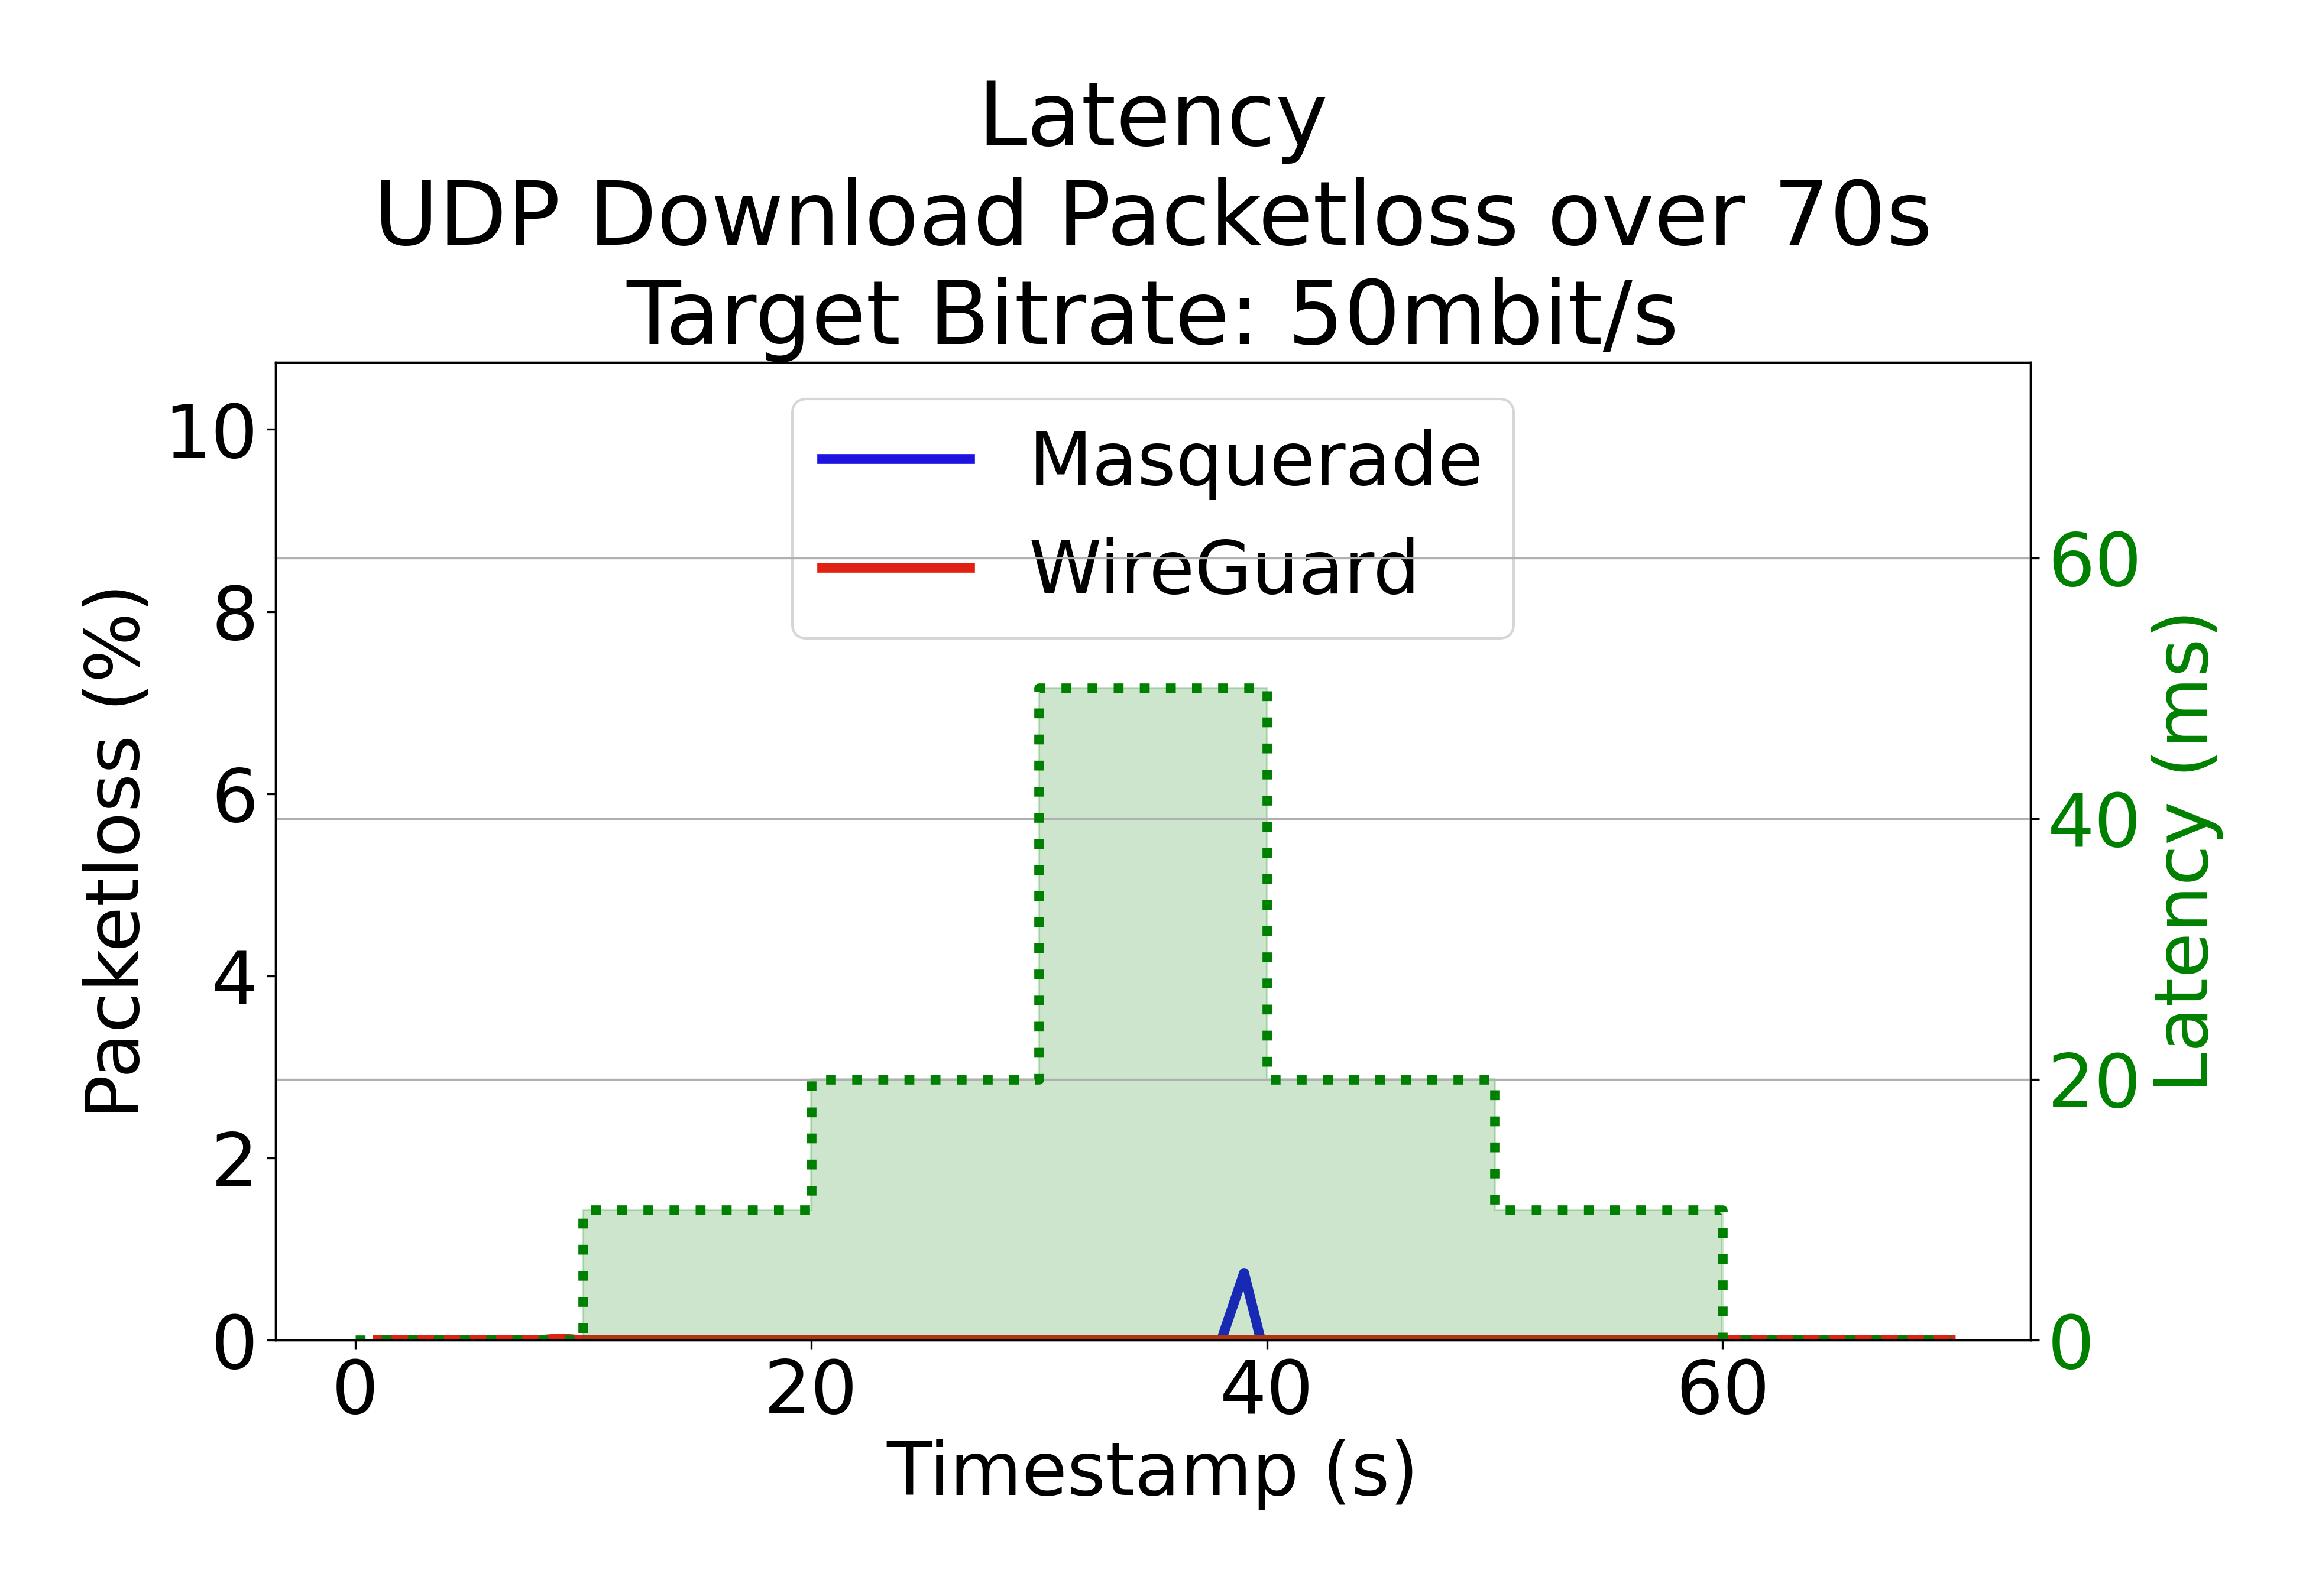 Latency
UDP Download Packetloss over 70s
Target Bitrate: 50mbit/s
Masquerade
WireGuard
Packetloss (%)
10
8
6
4
2
0
Latency (ms)
60
40
20
0
0 20 40 60
Timestamp (s)